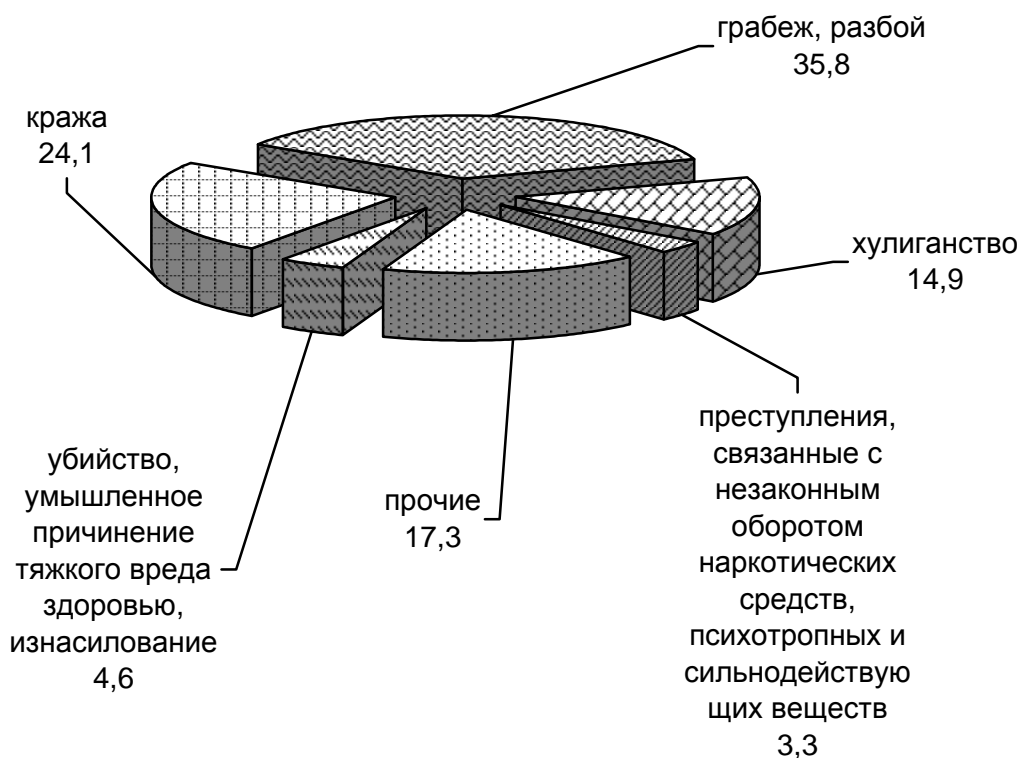 грабеж, разбой
35,8
кража
24,1
хулиганство
14,9
преступления,
связанные с
незаконным
оборотом
наркотических
средств,
психотропных и
сильнодействую
щих веществ
3,3
прочие
17,3
убийство,
умышленное
причинение
тяжкого вреда
здоровью,
изнасилование
4,6